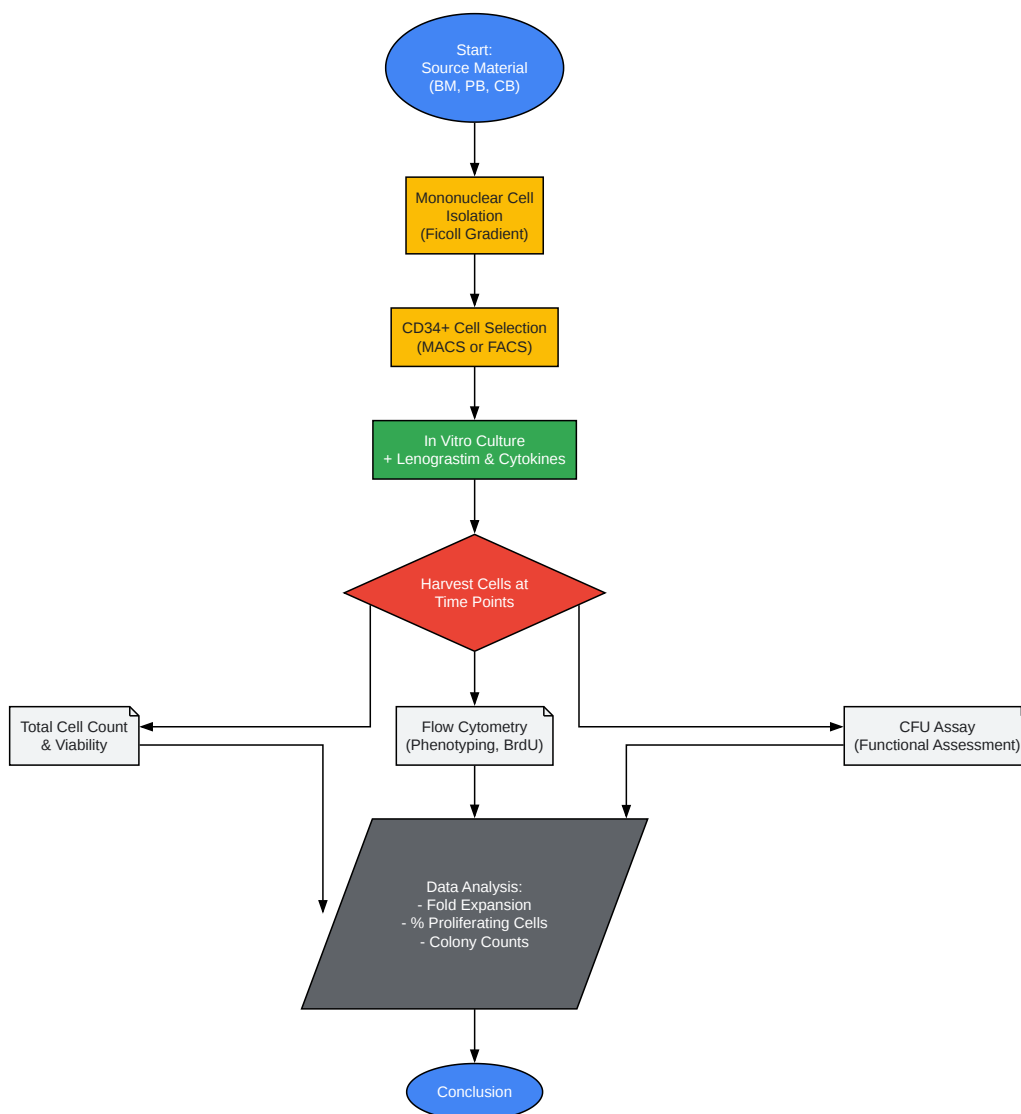 Start:
Source Material
(BM, PB, CB)
Mononuclear Cell
Isolation
(Ficoll Gradient)
CD34+ Cell Selection
(MACS or FACS)
In Vitro Culture
+ Lenograstim & Cytokines
Harvest Cells at
Time Points
Total Cell Count
& Viability
Flow Cytometry
(Phenotyping, BrdU)
CFU Assay
(Functional Assessment)
Data Analysis:
- Fold Expansion
- % Proliferating Cells
- Colony Counts
Conclusion